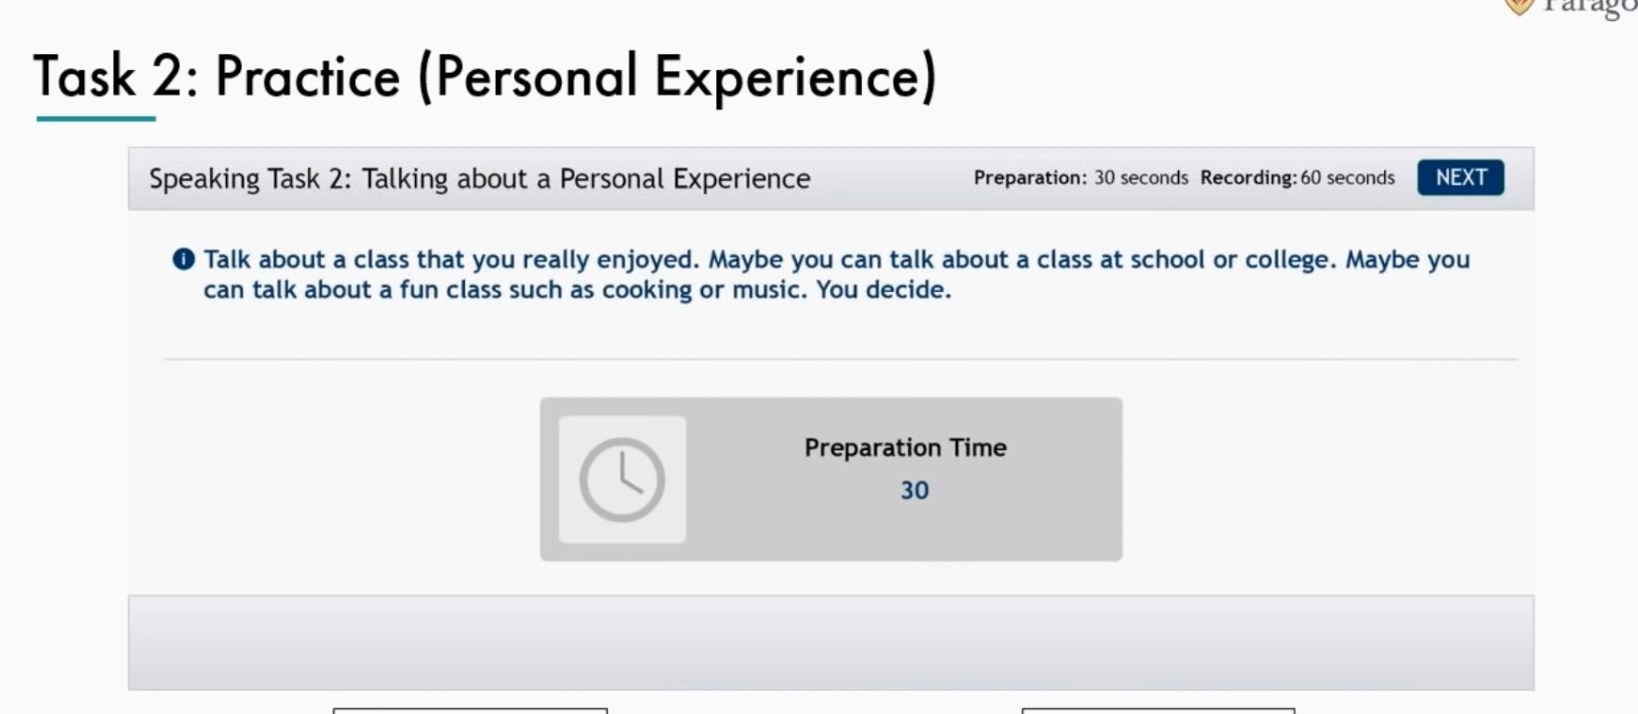 Task 2: Practice (Personal Experience)
Speaking Task 2: Talking about a Personal Experience
Preparation: 30 seconds Recording: 60 seconds
NEXT
Talk about a class that you really enjoyed. Maybe you can talk about a class at school or college. Maybe you
can talk about a fun class such as cooking or music. You decide.
Preparation Time
30